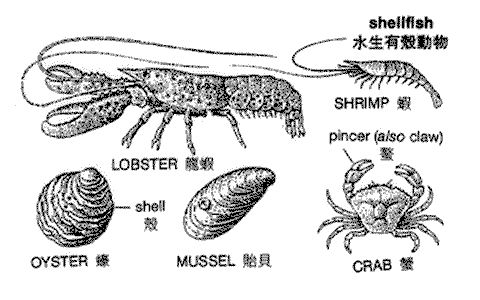 shellfish
水生有殼動物
SHRIMP 蝦
LOBSTER 龍蝦
pincer (also claw)
螯
shell
殼
OYSTER 蠔
MUSSEL 貽貝
CRAB 蟹